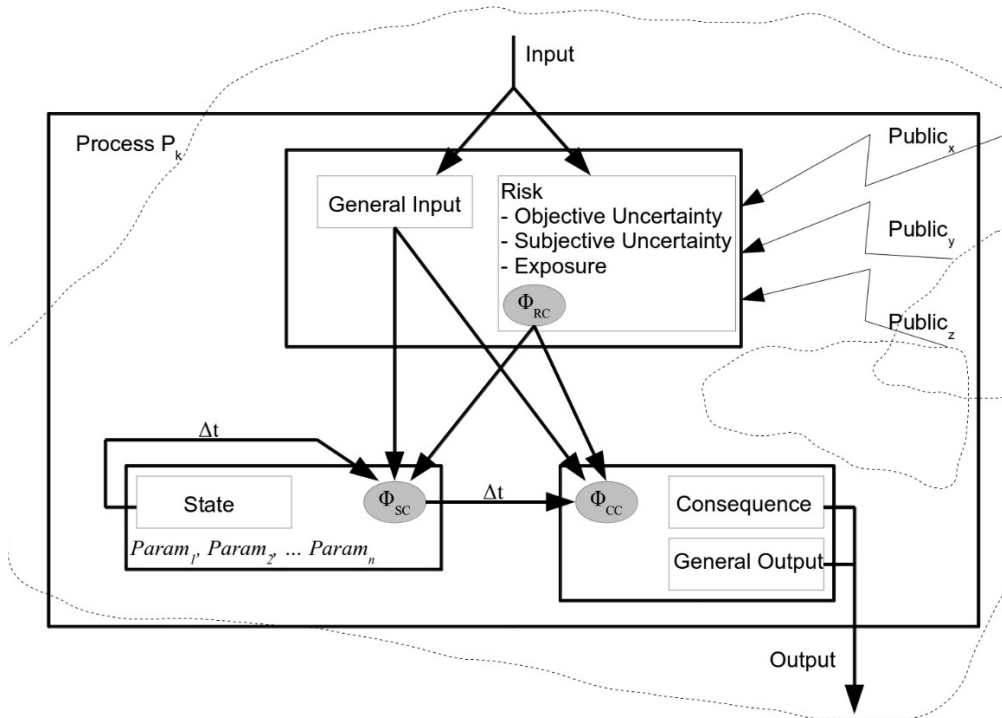 Input
Process P_k
Public_x
General Input
Risk
- Objective Uncertainty
- Subjective Uncertainty
- Exposure
Φ_RC
Public_y
Public_z
Δt
State
Φ_SC
Δt
Φ_CC
Consequence
Param_1, Param_2, ... Param_n
General Output
Output